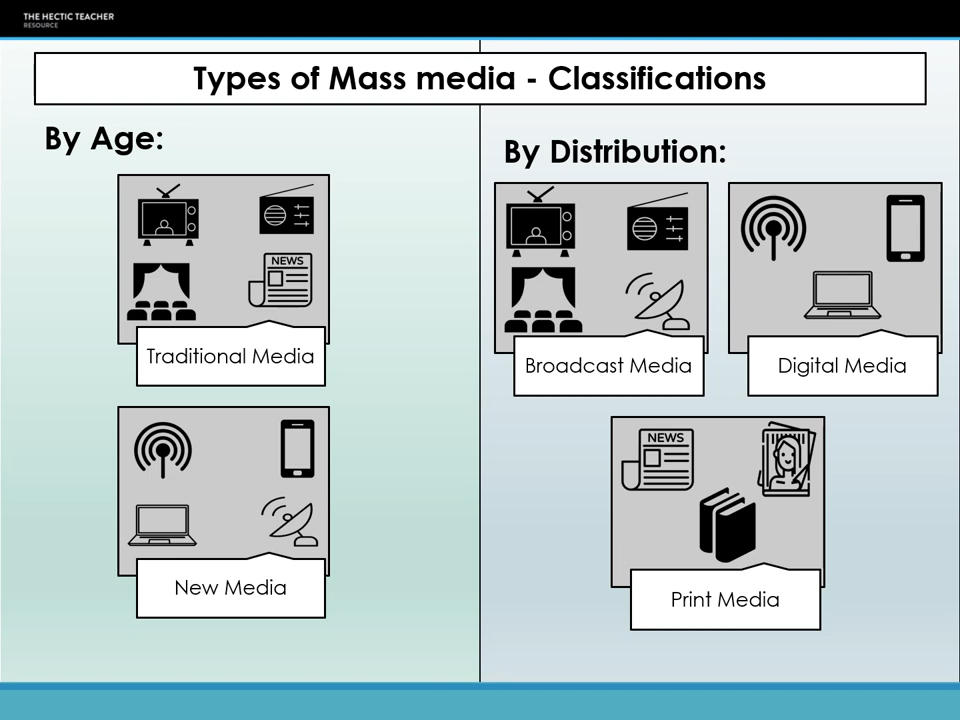 THE HECTIC TEACHER
RESOURCE
Types of Mass media - Classifications
By Age:
NEWS
Traditional Media
New Media
By Distribution:
Broadcast Media
Digital Media
NEWS
Print Media